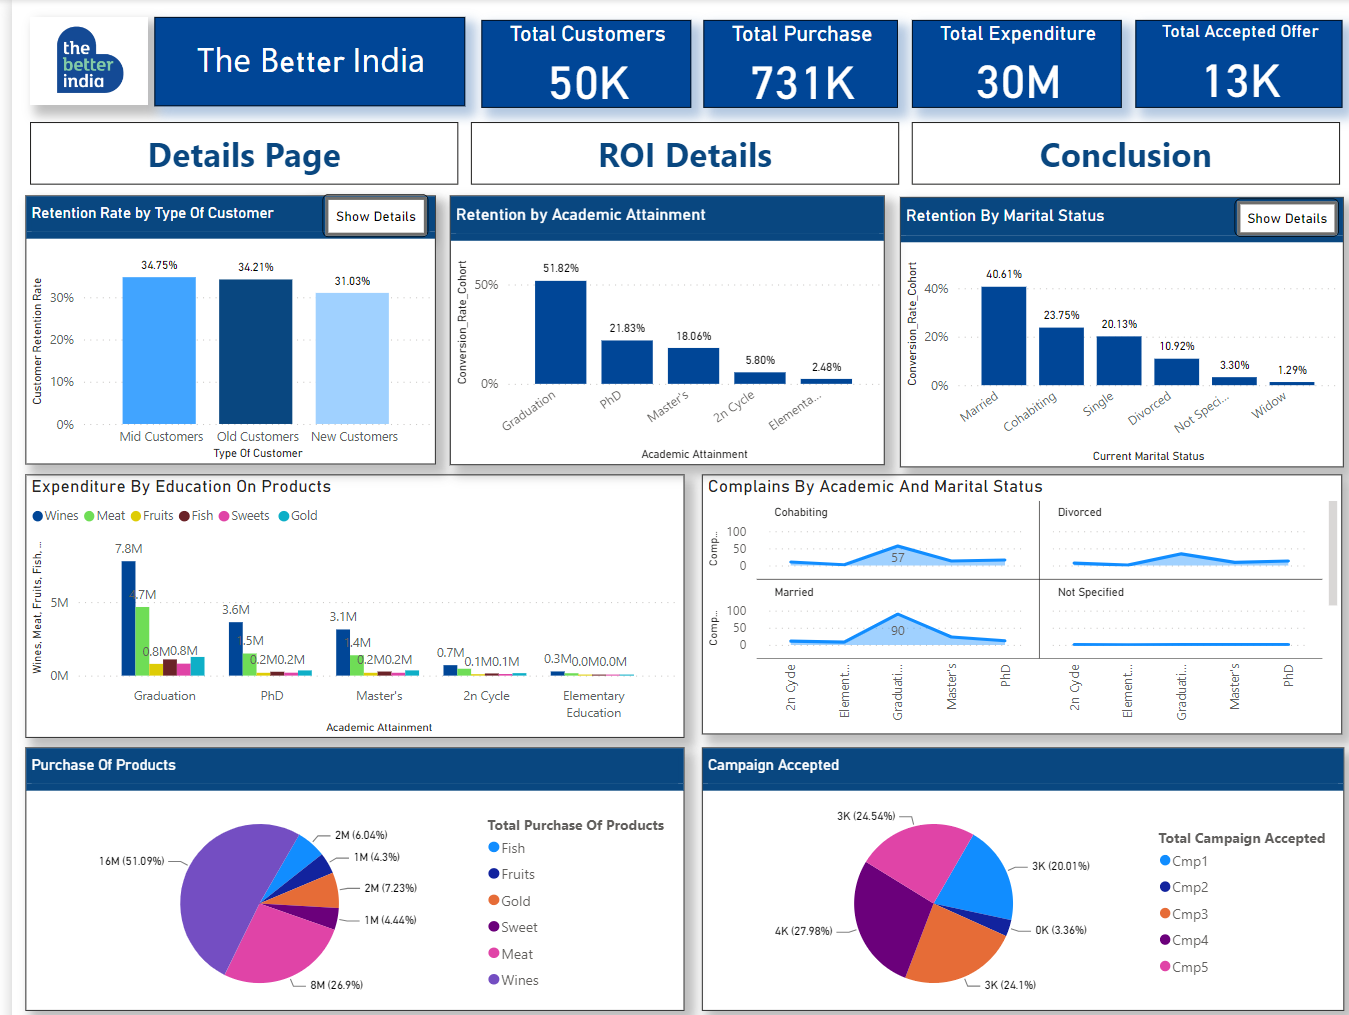 the
better
india
The Better India
Total Customers
50K
Total Purchase
731K
Total Expenditure
30M
Total Accepted Offer
13K
Details Page
ROI Details
Conclusion
Retention Rate by Type Of Customer
Show Details
Customer Retention Rate
30%
20%
10%
0%
34.75%
34.21%
31.03%
Mid Customers
Old Customers
New Customers
Type Of Customer
Retention by Academic Attainment
Conversion_Rate_Cohort
50%
0%
51.82%
21.83%
18.06%
5.80%
2.48%
Graduation
PhD
Master's
2n Cycle
Elementa...
Academic Attainment
Retention By Marital Status
Show Details
Conversion_Rate_Cohort
40%
20%
0%
40.61%
23.75%
20.13%
10.92%
3.30%
1.29%
Married
Cohabiting
Single
Divorced
Not Speci...
Widow
Current Marital Status
Expenditure By Education On Products
Wines Meat Fruits Fish Sweets Gold
Wines, Meat, Fruits, Fish, ...
5M
0M
7.8M
4.7M
0.8M
0.8M
3.6M
1.5M
0.2M
0.2M
3.1M
1.4M
0.2M
0.2M
0.7M
0.1M
0.1M
0.3M
0.0M
0.0M
Graduation
PhD
Master's
2n Cycle
Elementary
Education
Academic Attainment
Complains By Academic And Marital Status
Cohabiting
Divorced
Comp...
100
50
0
57
Married
Not Specified
Comp...
100
50
0
90
2n Cycle
Element...
Graduati...
Master's
PhD
2n Cycle
Element...
Graduati...
Master's
PhD
Purchase Of Products
2M (6.04%)
1M (4.3%)
2M (7.23%)
1M (4.44%)
8M (26.9%)
16M (51.09%)
Total Purchase Of Products
Fish
Fruits
Gold
Sweet
Meat
Wines
Campaign Accepted
3K (24.54%)
3K (20.01%)
0K (3.36%)
3K (24.1%)
4K (27.98%)
Total Campaign Accepted
Cmp1
Cmp2
Cmp3
Cmp4
Cmp5